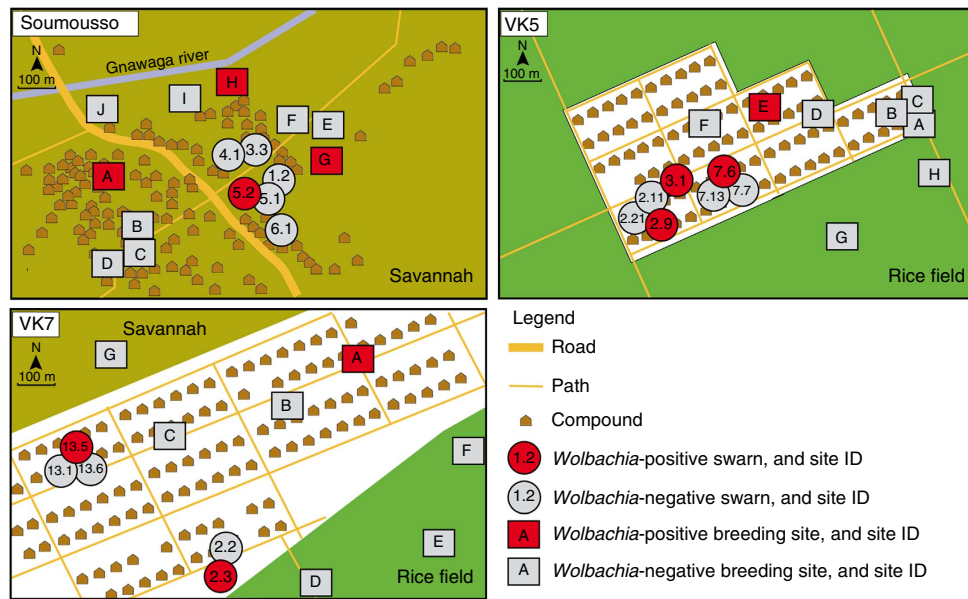 Soumousso
N
100 m
Gnawaga river
H
I
J
F
E
4.1
3.3
G
A
1.2
5.2
5.1
6.1
B
C
D
Savannah
VK5
N
100 m
E
F
D
C
B
A
H
3.1
7.6
2.11
7.13
7.7
2.21
2.9
G
Rice field
VK7
N
100 m
Savannah
G
A
B
C
13.5
13.1
13.6
F
2.2
E
2.3
D
Rice field
Legend
Road
Path
Compound
1.2 Wolbachia-positive swarn, and site ID
1.2 Wolbachia-negative swarn, and site ID
A Wolbachia-positive breeding site, and site ID
A Wolbachia-negative breeding site, and site ID